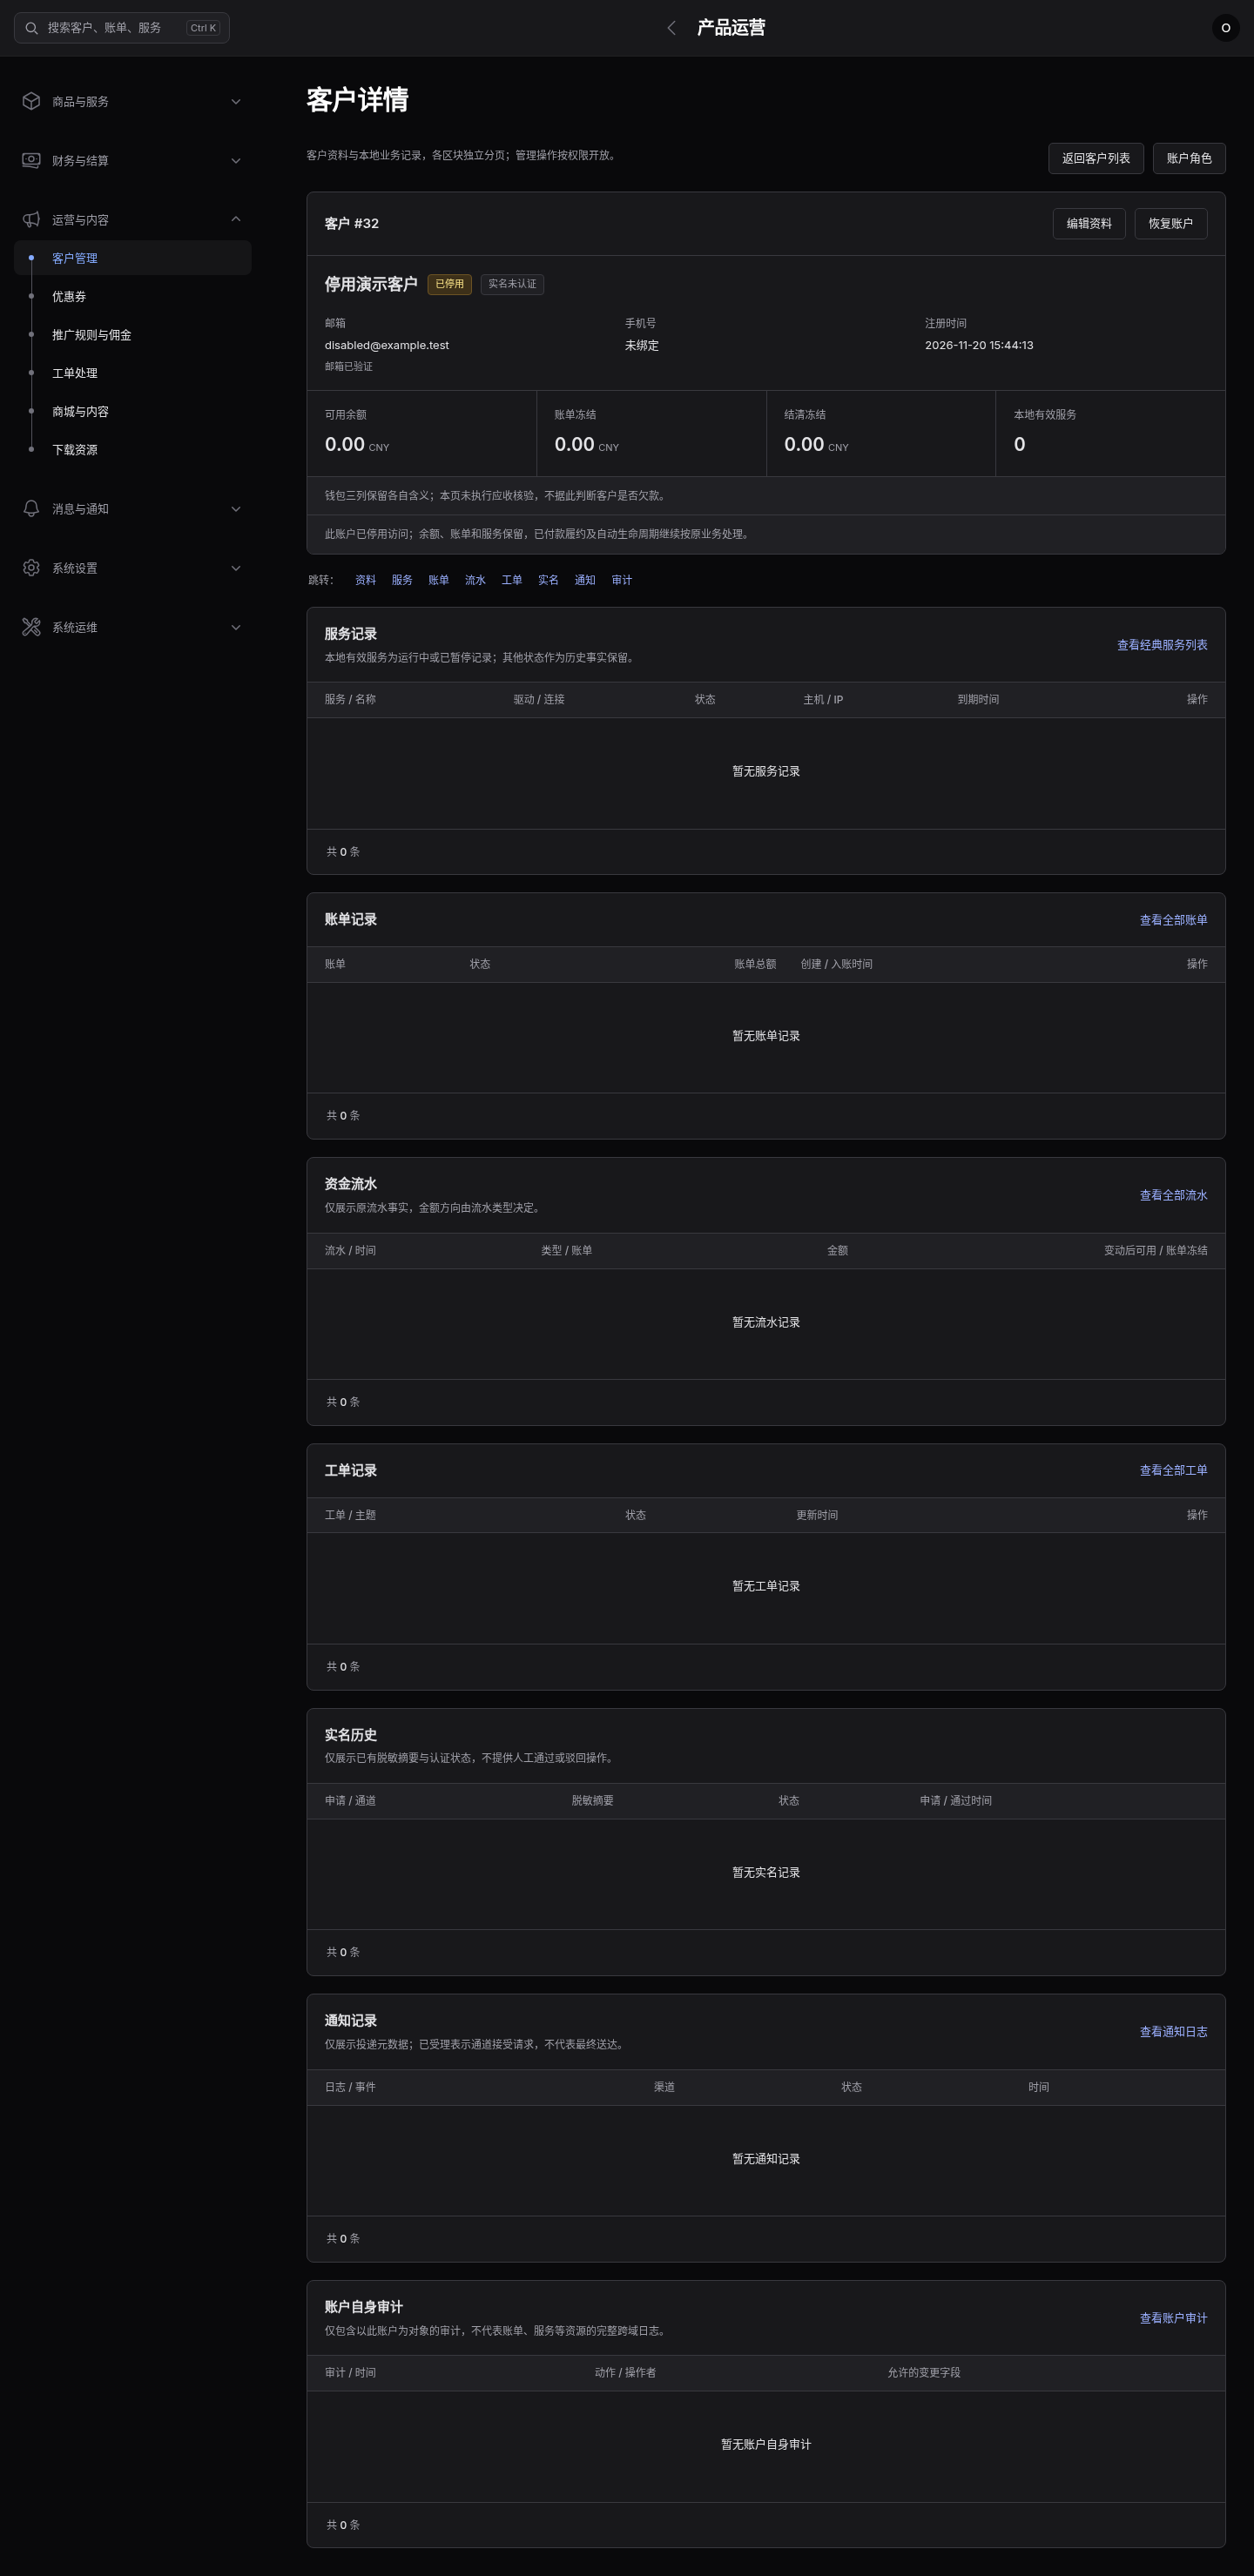 搜索客户、账单、服务 Ctrl K
产品运营
O
商品与服务
财务与结算
运营与内容
客户管理
优惠券
推广规则与佣金
工单处理
商城与内容
下载资源
消息与通知
系统设置
系统运维
客户详情
客户资料与本地业务记录，各区块独立分页；管理操作按权限开放。
返回客户列表 账户角色
客户 #32
编辑资料 恢复账户
停用演示客户 已停用 实名未认证
邮箱 手机号 注册时间
disabled@example.test 未绑定 2026-11-20 15:44:13
邮箱已验证
可用余额 账单冻结 结清冻结 本地有效服务
0.00 CNY 0.00 CNY 0.00 CNY 0
钱包三列保留各自含义；本页未执行应收核验，不据此判断客户是否欠款。
此账户已停用访问；余额、账单和服务保留，已付款履约及自动生命周期继续按原业务处理。
跳转： 资料 服务 账单 流水 工单 实名 通知 审计
服务记录
本地有效服务为运行中或已暂停记录；其他状态作为历史事实保留。
查看经典服务列表
服务 / 名称 驱动 / 连接 状态 主机 / IP 到期时间 操作
暂无服务记录
共 0 条
账单记录
查看全部账单
账单 状态 账单总额 创建 / 入账时间 操作
暂无账单记录
共 0 条
资金流水
仅展示原流水事实，金额方向由流水类型决定。
查看全部流水
流水 / 时间 类型 / 账单 金额 变动后可用 / 账单冻结
暂无流水记录
共 0 条
工单记录
查看全部工单
工单 / 主题 状态 更新时间 操作
暂无工单记录
共 0 条
实名历史
仅展示已有脱敏摘要与认证状态，不提供人工通过或驳回操作。
申请 / 通道 脱敏摘要 状态 申请 / 通过时间
暂无实名记录
共 0 条
通知记录
仅展示投递元数据；已受理表示通道接受请求，不代表最终送达。
查看通知日志
日志 / 事件 渠道 状态 时间
暂无通知记录
共 0 条
账户自身审计
仅包含以此账户为对象的审计，不代表账单、服务等资源的完整跨域日志。
查看账户审计
审计 / 时间 动作 / 操作者 允许的变更字段
暂无账户自身审计
共 0 条